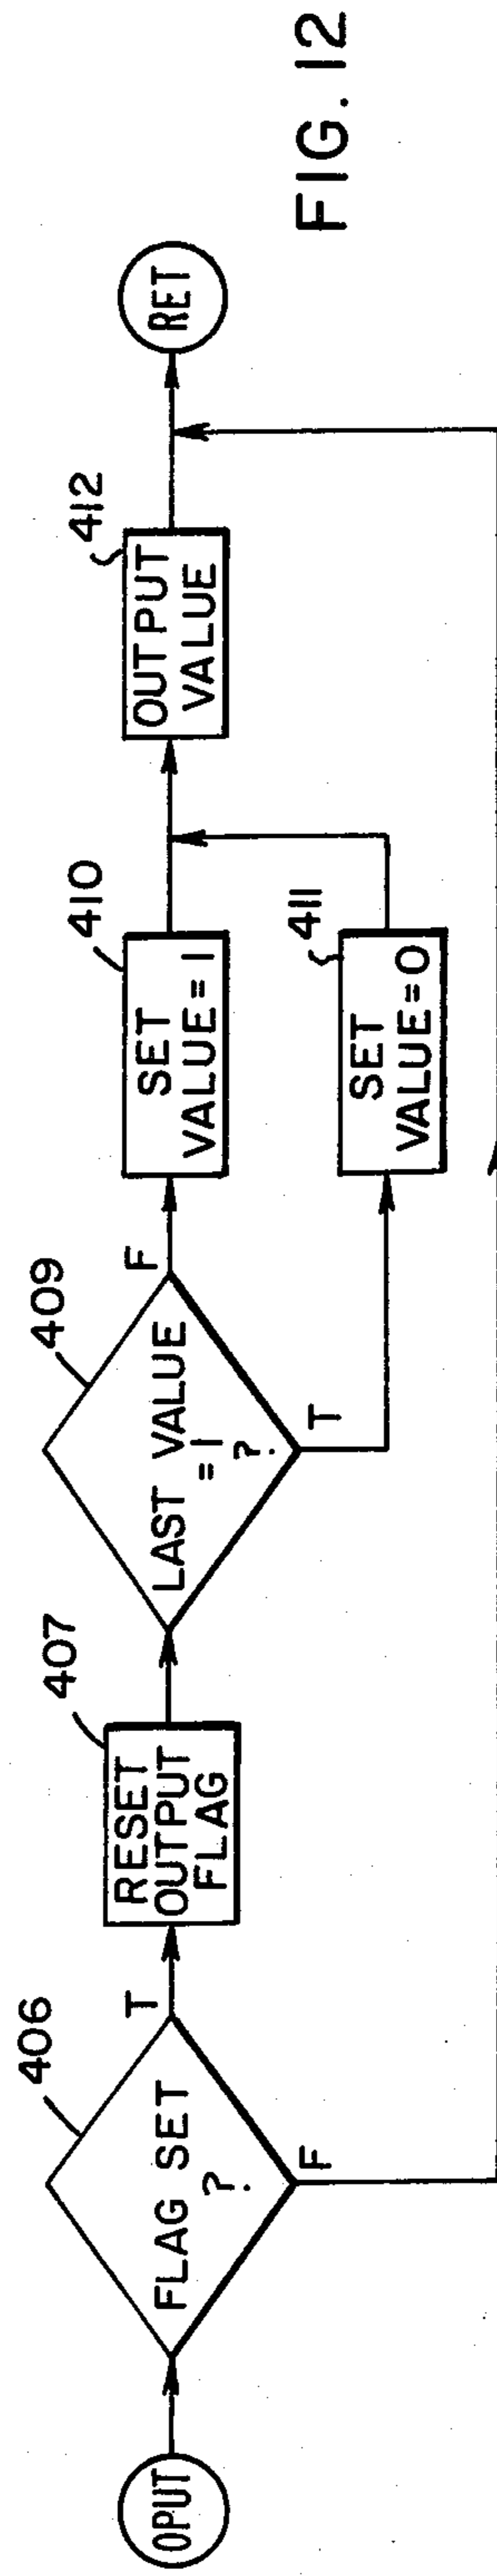 OPUT
406
FLAG SET
?
T
F
407
RESET
OUTPUT
FLAG
409
LAST VALUE
= 1
?
F
T
410
SET
VALUE = 1
411
SET
VALUE = 0
412
OUTPUT
VALUE
RET
FIG. 12